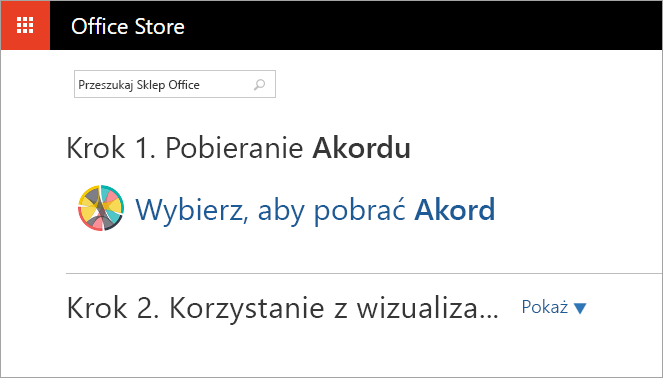 Office Store
Przeszukaj Sklep Office
Krok 1. Pobieranie Akordu
Wybierz, aby pobrać Akord
Krok 2. Korzystanie z wizualiza... Pokaż